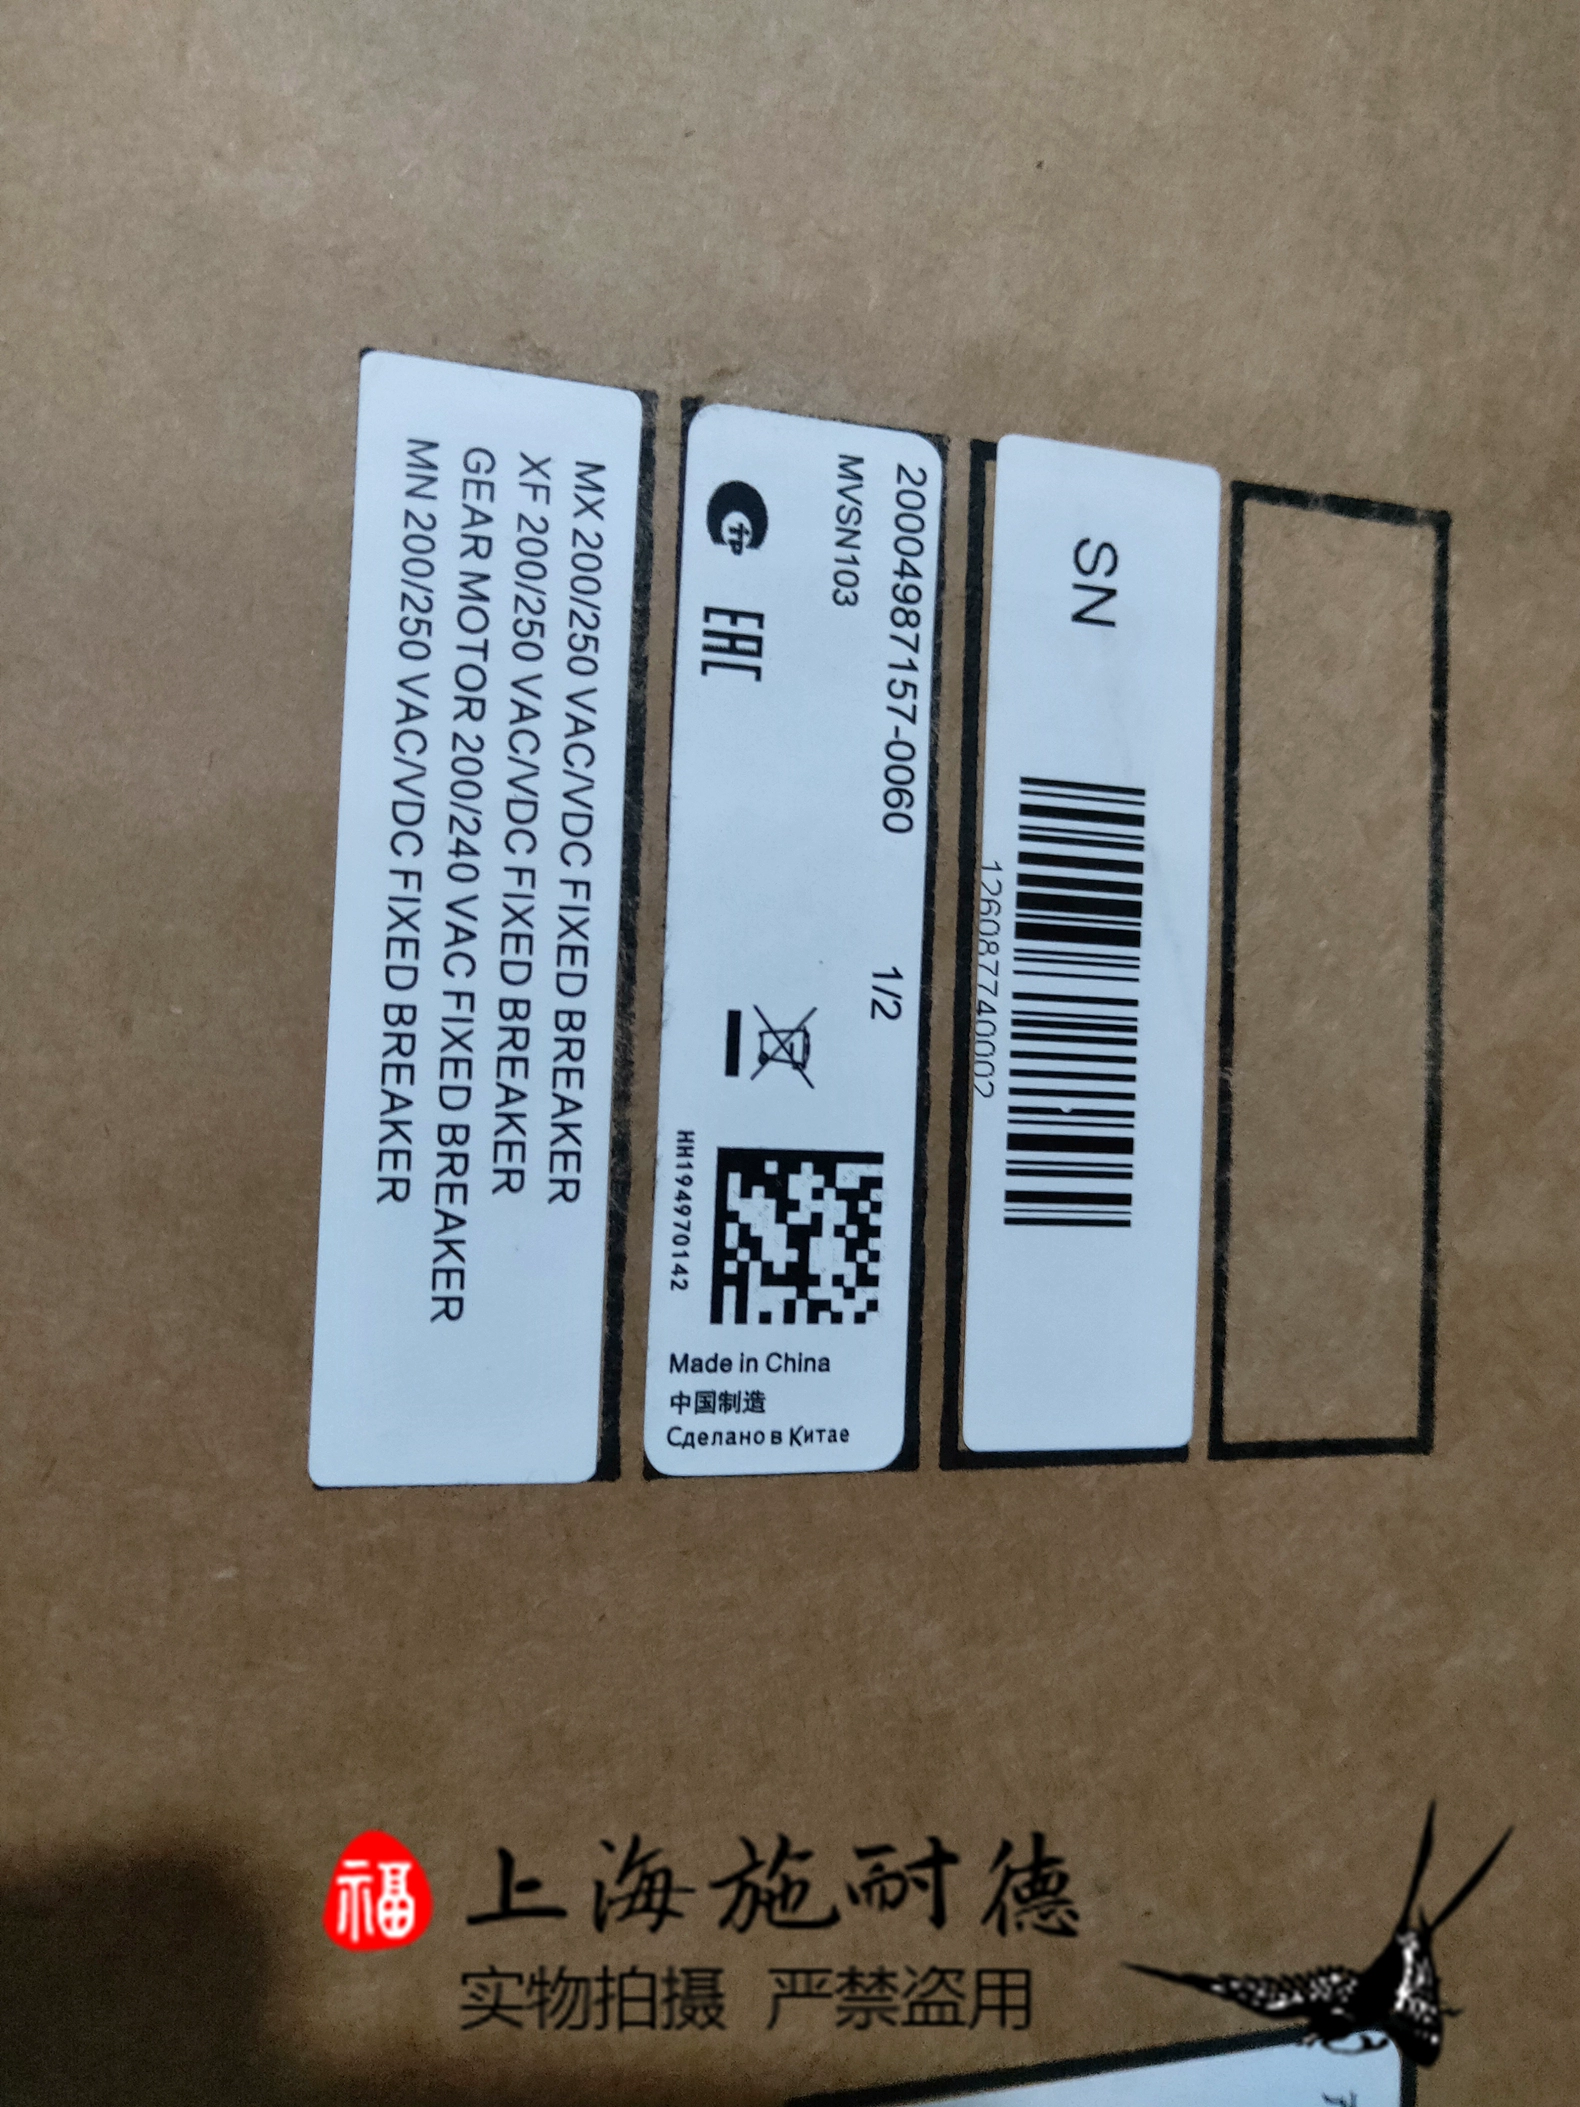 SN
126087740002
20004987157-0060
1/2
MVSN103
EAC
HH194970142
Made in China
中国制造
Сделано в Китае
MX 200/250 VAC/VDC FIXED BREAKER
XF 200/250 VAC/VDC FIXED BREAKER
GEAR MOTOR 200/240 VAC FIXED BREAKER
MN 200/250 VAC/VDC FIXED BREAKER
福
上海施耐德
实物拍摄 严禁盗用